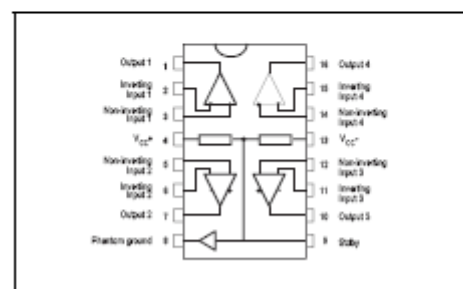 Output 1
1
16
Output 4
Inverting
Input 1
2
15
Inverting
Input 4
Non-inverting
Input 1
3
14
Non-inverting
Input 4
VCC+
4
13
VCC-
Non-inverting
Input 2
5
12
Non-inverting
Input 3
Inverting
Input 2
6
11
Inverting
Input 3
Output 2
7
10
Output 3
Phantom ground
8
9
Stdby